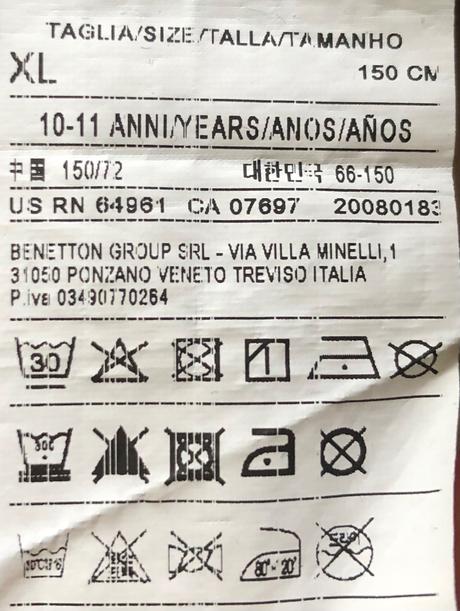 TAGLIA/SIZE/TALLA/TAMANHO
XL 150 CM
10-11 ANNI/YEARS/ANOS/AÑOS
中国 150/72 대한민국 66-150
US RN 64961 CA 07697 20080183
BENETTON GROUP SRL - VIA VILLA MINELLI,1
31050 PONZANO VENETO TREVISO ITALIA
P.iva 03490770264
30